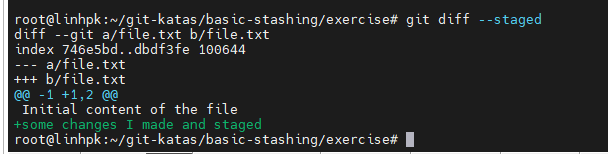 root@linhpk:~/git-katas/basic-stashing/exercise# git diff --staged
diff --git a/file.txt b/file.txt
index 746e5bd..dbdf3fe 100644
--- a/file.txt
+++ b/file.txt
@@ -1 +1,2 @@
 Initial content of the file
+some changes I made and staged
root@linhpk:~/git-katas/basic-stashing/exercise#